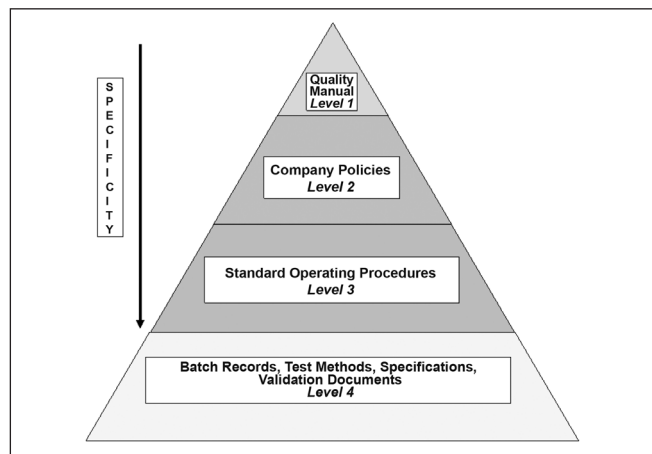 SPECIFICITY
Quality
Manual
Level 1
Company Policies
Level 2
Standard Operating Procedures
Level 3
Batch Records, Test Methods, Specifications,
Validation Documents
Level 4